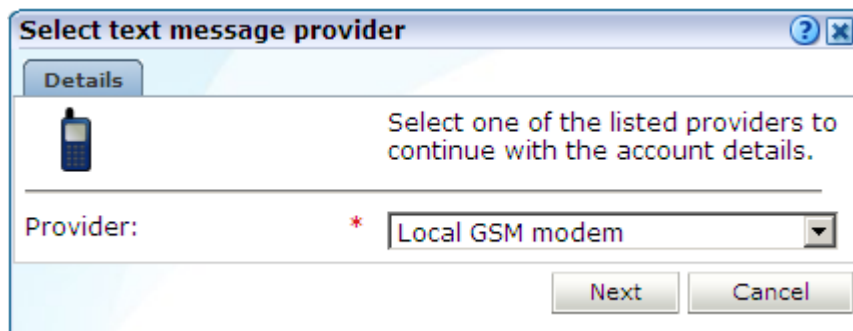 Select text message provider
Details
Select one of the listed providers to
continue with the account details.
Provider: * Local GSM modem
Next Cancel